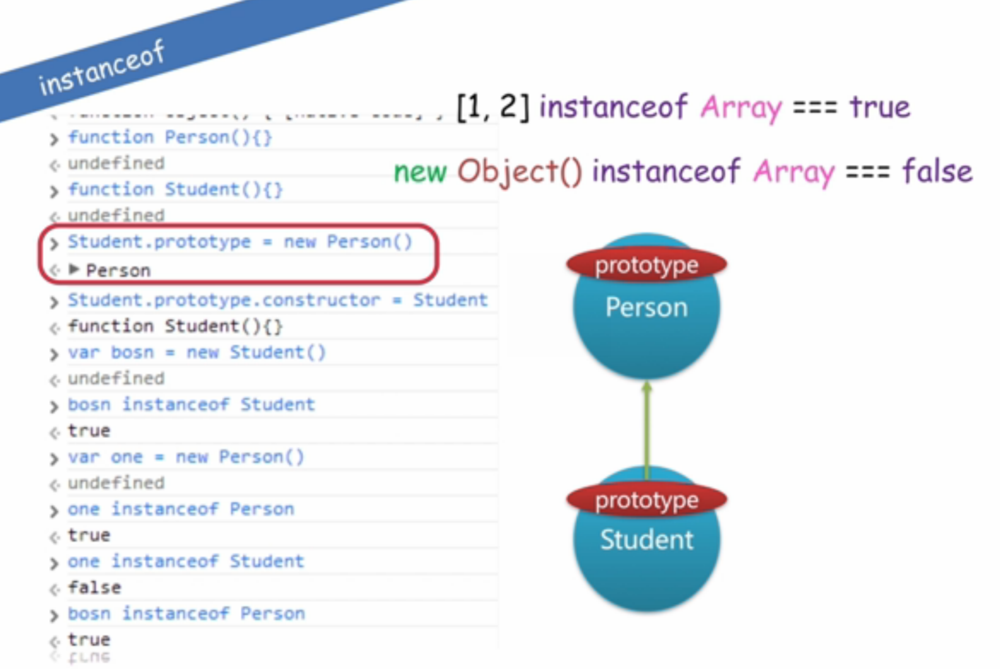 instanceof
[1, 2] instanceof Array === true
new Object() instanceof Array === false
> function Person(){}
undefined
> function Student(){}
undefined
> Student.prototype = new Person()
▶ Person
> Student.prototype.constructor = Student
function Student(){}
> var bosn = new Student()
undefined
> bosn instanceof Student
true
> var one = new Person()
undefined
> one instanceof Person
true
> one instanceof Student
false
> bosn instanceof Person
true
prototype
Person
prototype
Student